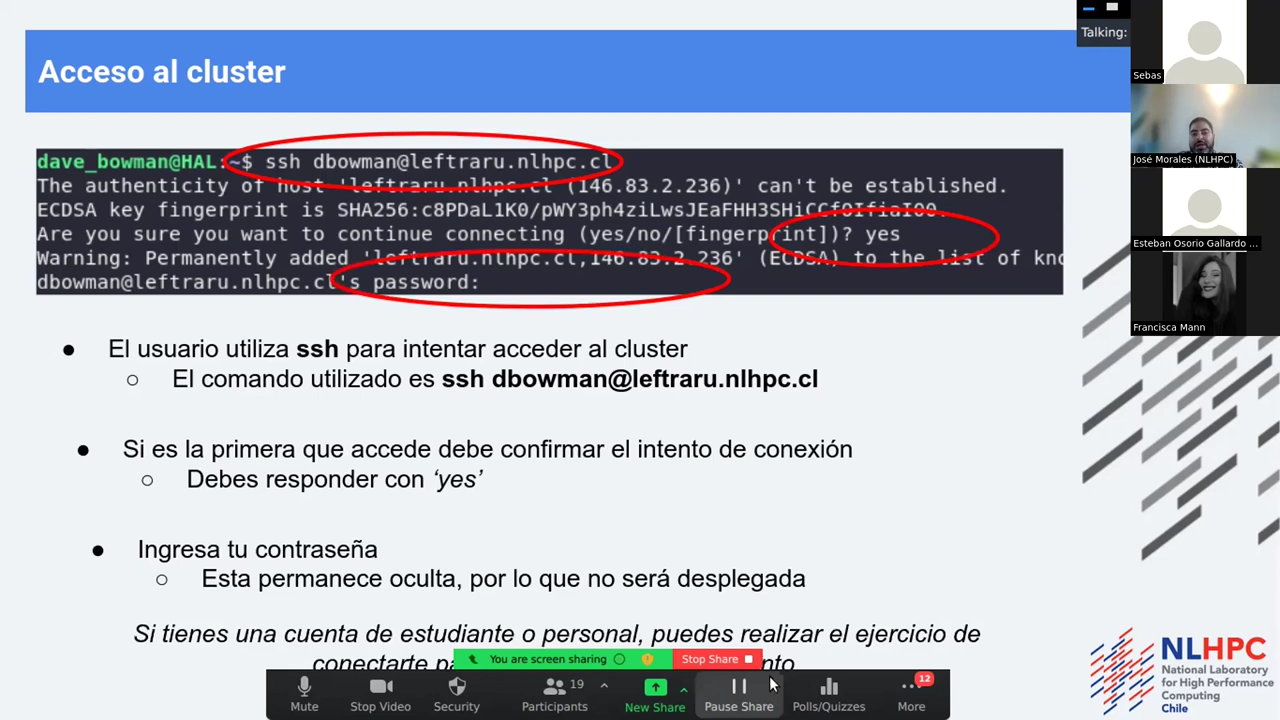 Acceso al cluster
dave_bowman@HAL:~$ ssh dbowman@leftraru.nlhpc.cl
The authenticity of host 'leftraru.nlhpc.cl (146.83.2.236)' can't be established.
ECDSA key fingerprint is SHA256:c8PDaL1K0/pWY3ph4ziLwsJEaFHH3SHiCCfQIfiaI00.
Are you sure you want to continue connecting (yes/no/[fingerprint])? yes
Warning: Permanently added 'leftraru.nlhpc.cl,146.83.2.236' (ECDSA) to the list of kno
dbowman@leftraru.nlhpc.cl's password:
● El usuario utiliza ssh para intentar acceder al cluster
○ El comando utilizado es ssh dbowman@leftraru.nlhpc.cl
● Si es la primera que accede debe confirmar el intento de conexión
○ Debes responder con ‘yes’
● Ingresa tu contraseña
○ Esta permanece oculta, por lo que no será desplegada
Si tienes una cuenta de estudiante o personal, puedes realizar el ejercicio de
conectarte
Talking:
Sebas
José Morales (NLHPC)
Esteban Osorio Gallardo ...
Francisca Mann
You are screen sharing
Stop Share
Mute
Stop Video
Security
19
Participants
New Share
Pause Share
Polls/Quizzes
12
More
NLHPC
National Laboratory
for High Performance
Computing
Chile